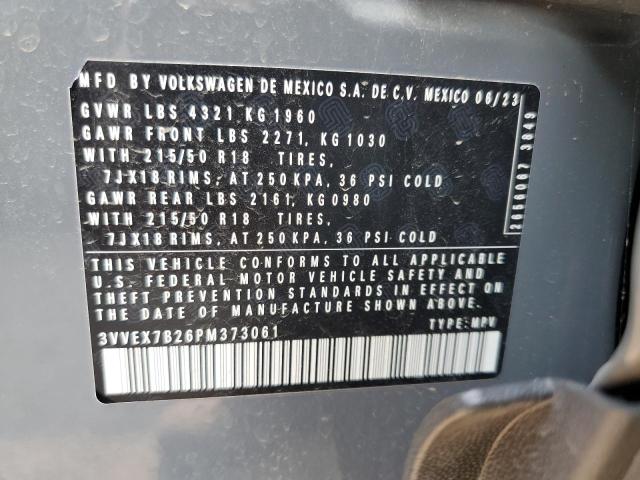 MFD BY VOLKSWAGEN DE MEXICO S.A. DE C.V. MEXICO 06/23
GVWR LBS 4321 KG 1960
GAWR FRONT LBS 2271, KG 1030
WITH 215/50 R18 TIRES,
7JX18 RIMS, AT 250 KPA, 36 PSI COLD
GAWR REAR LBS 2161, KG 0980
WITH 215/50 R18 TIRES,
7JX18 RIMS, AT 250 KPA, 36 PSI COLD
THIS VEHICLE CONFORMS TO ALL APPLICABLE
U.S. FEDERAL MOTOR VEHICLE SAFETY AND
THEFT PREVENTION STANDARDS IN EFFECT ON
THE DATE OF MANUFACTURE SHOWN ABOVE
3VVEX7B26PM373061 TYPE: MPV
3849